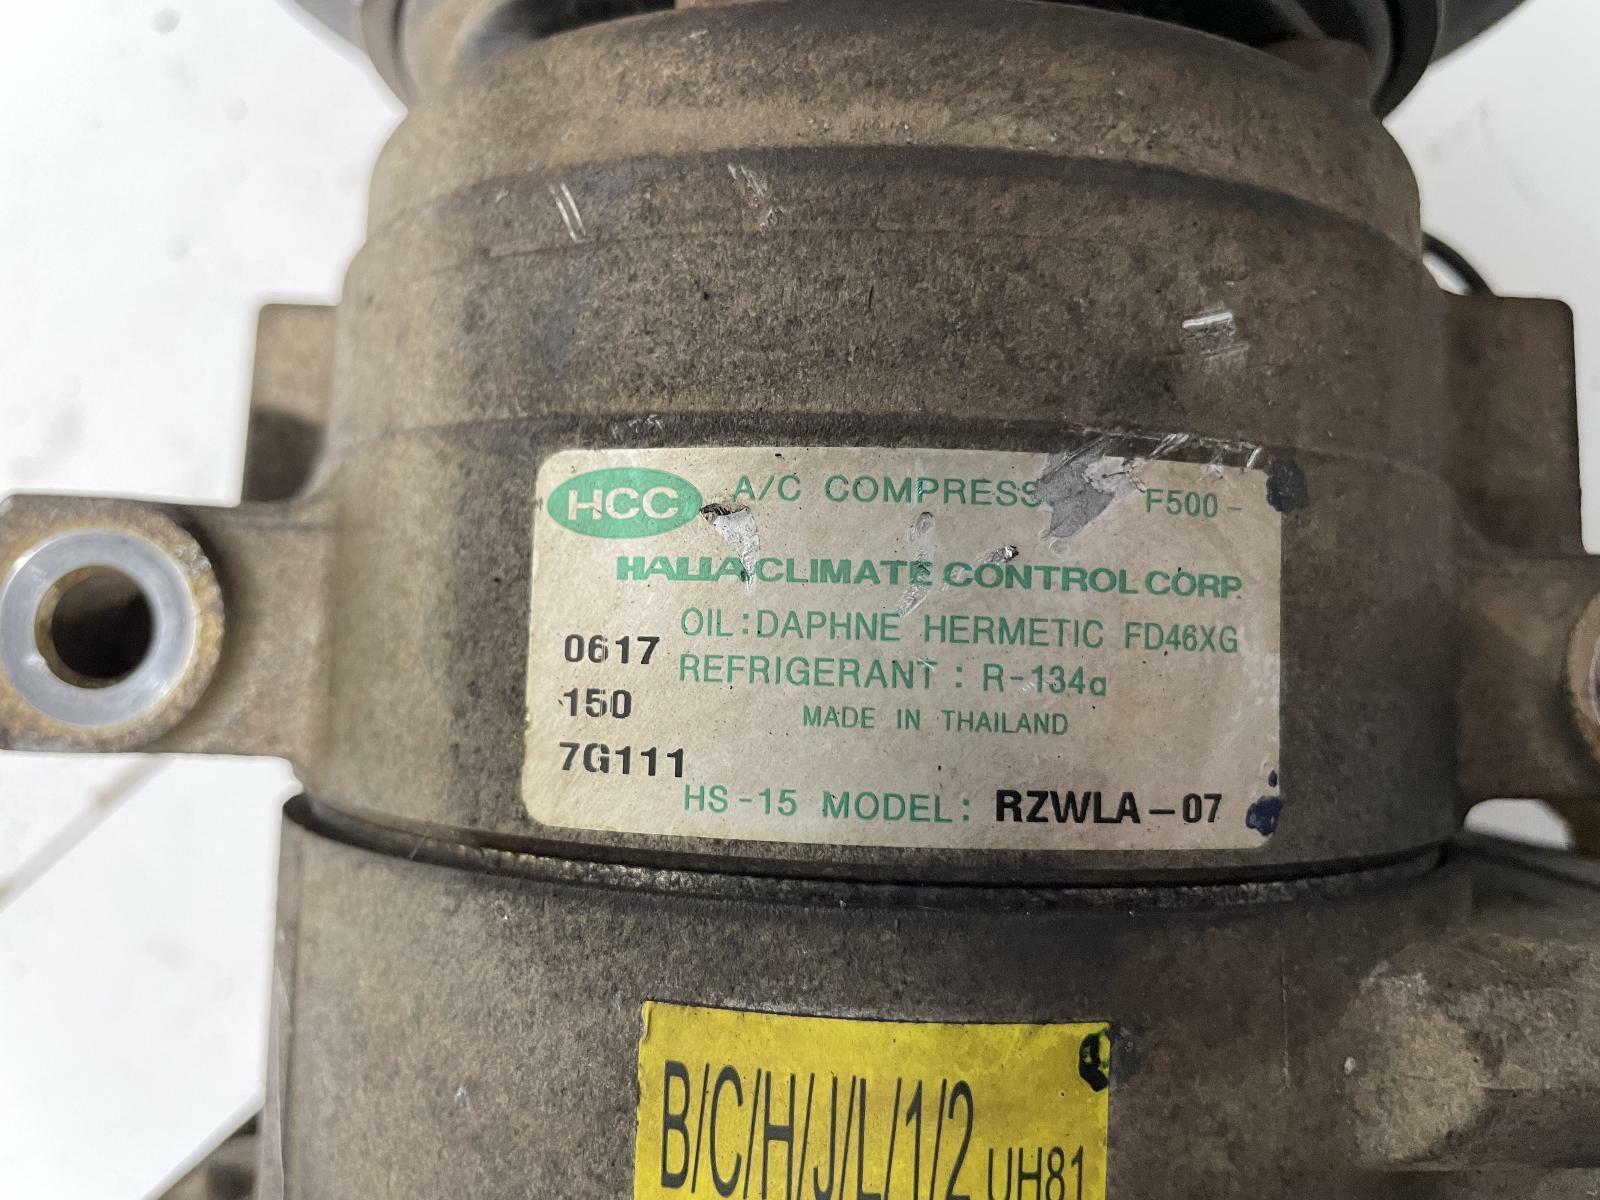 HCC A/C COMPRESS F500-
HALLA CLIMATE CONTROL CORP.
OIL:DAPHNE HERMETIC FD46XG
0617
REFRIGERANT : R-134a
150
MADE IN THAILAND
7G111
HS-15 MODEL: RZWLA-07
B/C/H/J/L/1/2 UH81